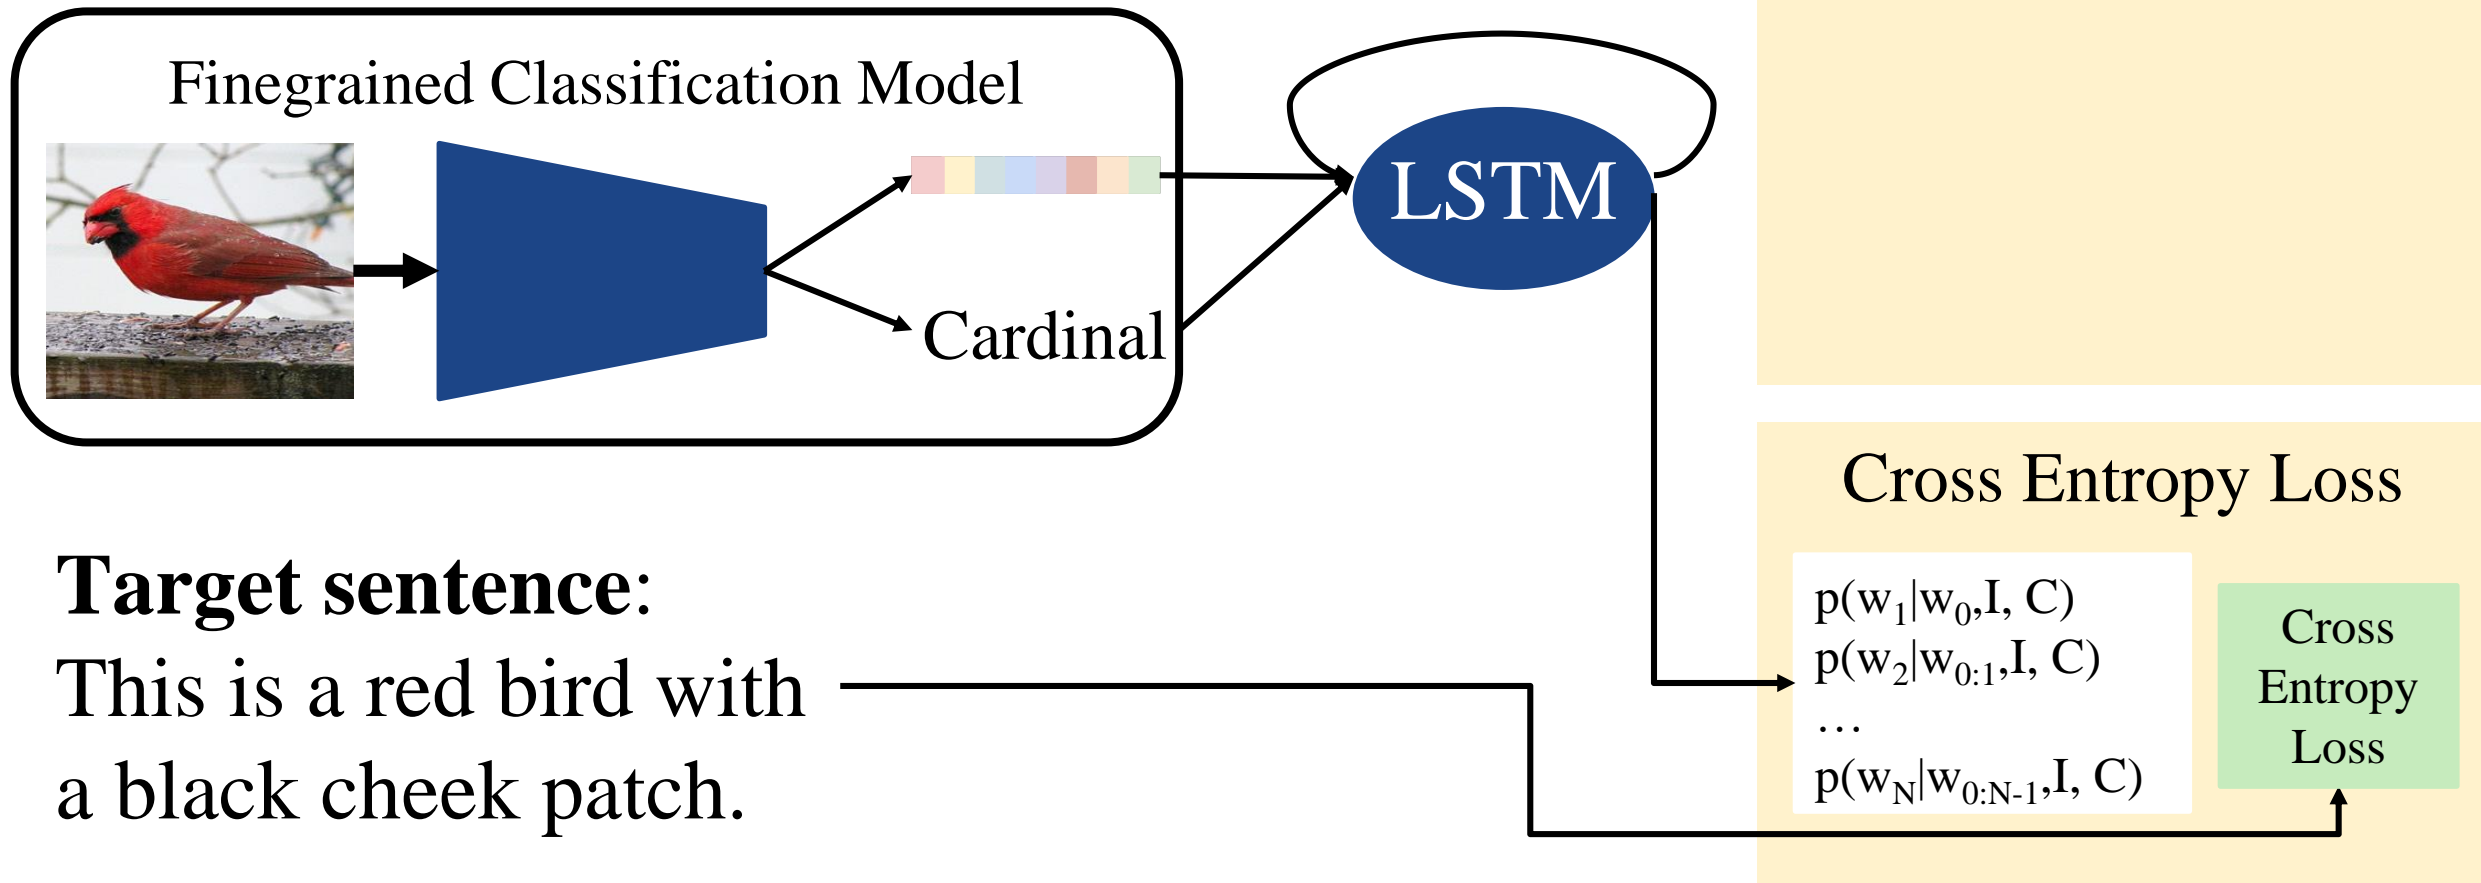 Finegrained Classification Model
LSTM
Cardinal
Cross Entropy Loss
Target sentence:
This is a red bird with
a black cheek patch.
p(w₁|w₀,I, C)
p(w₂|w₀:₁,I, C)
…
p(w_N|w₀:N-₁,I, C)
Cross
Entropy
Loss